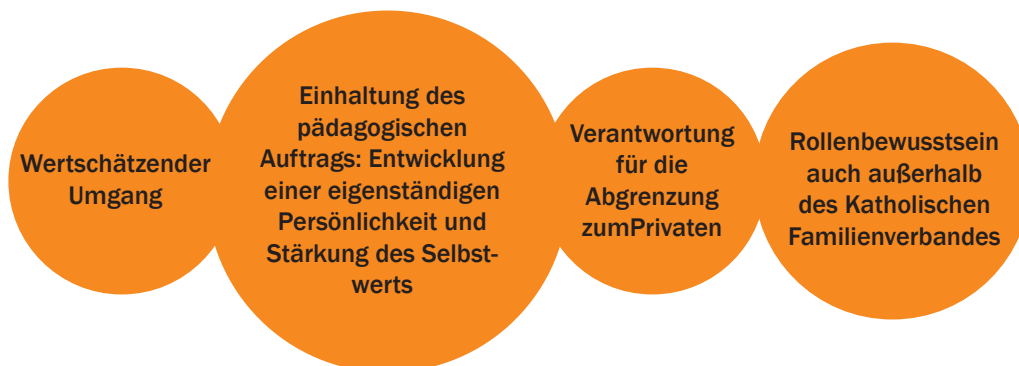 Wertschätzender
Umgang
Einhaltung des
pädagogischen
Auftrags: Entwicklung
einer eigenständigen
Persönlichkeit und
Stärkung des Selbst-
werts
Verantwortung
für die
Abgrenzung
zumPrivaten
Rollenbewusstsein
auch außerhalb
des Katholischen
Familienverbandes